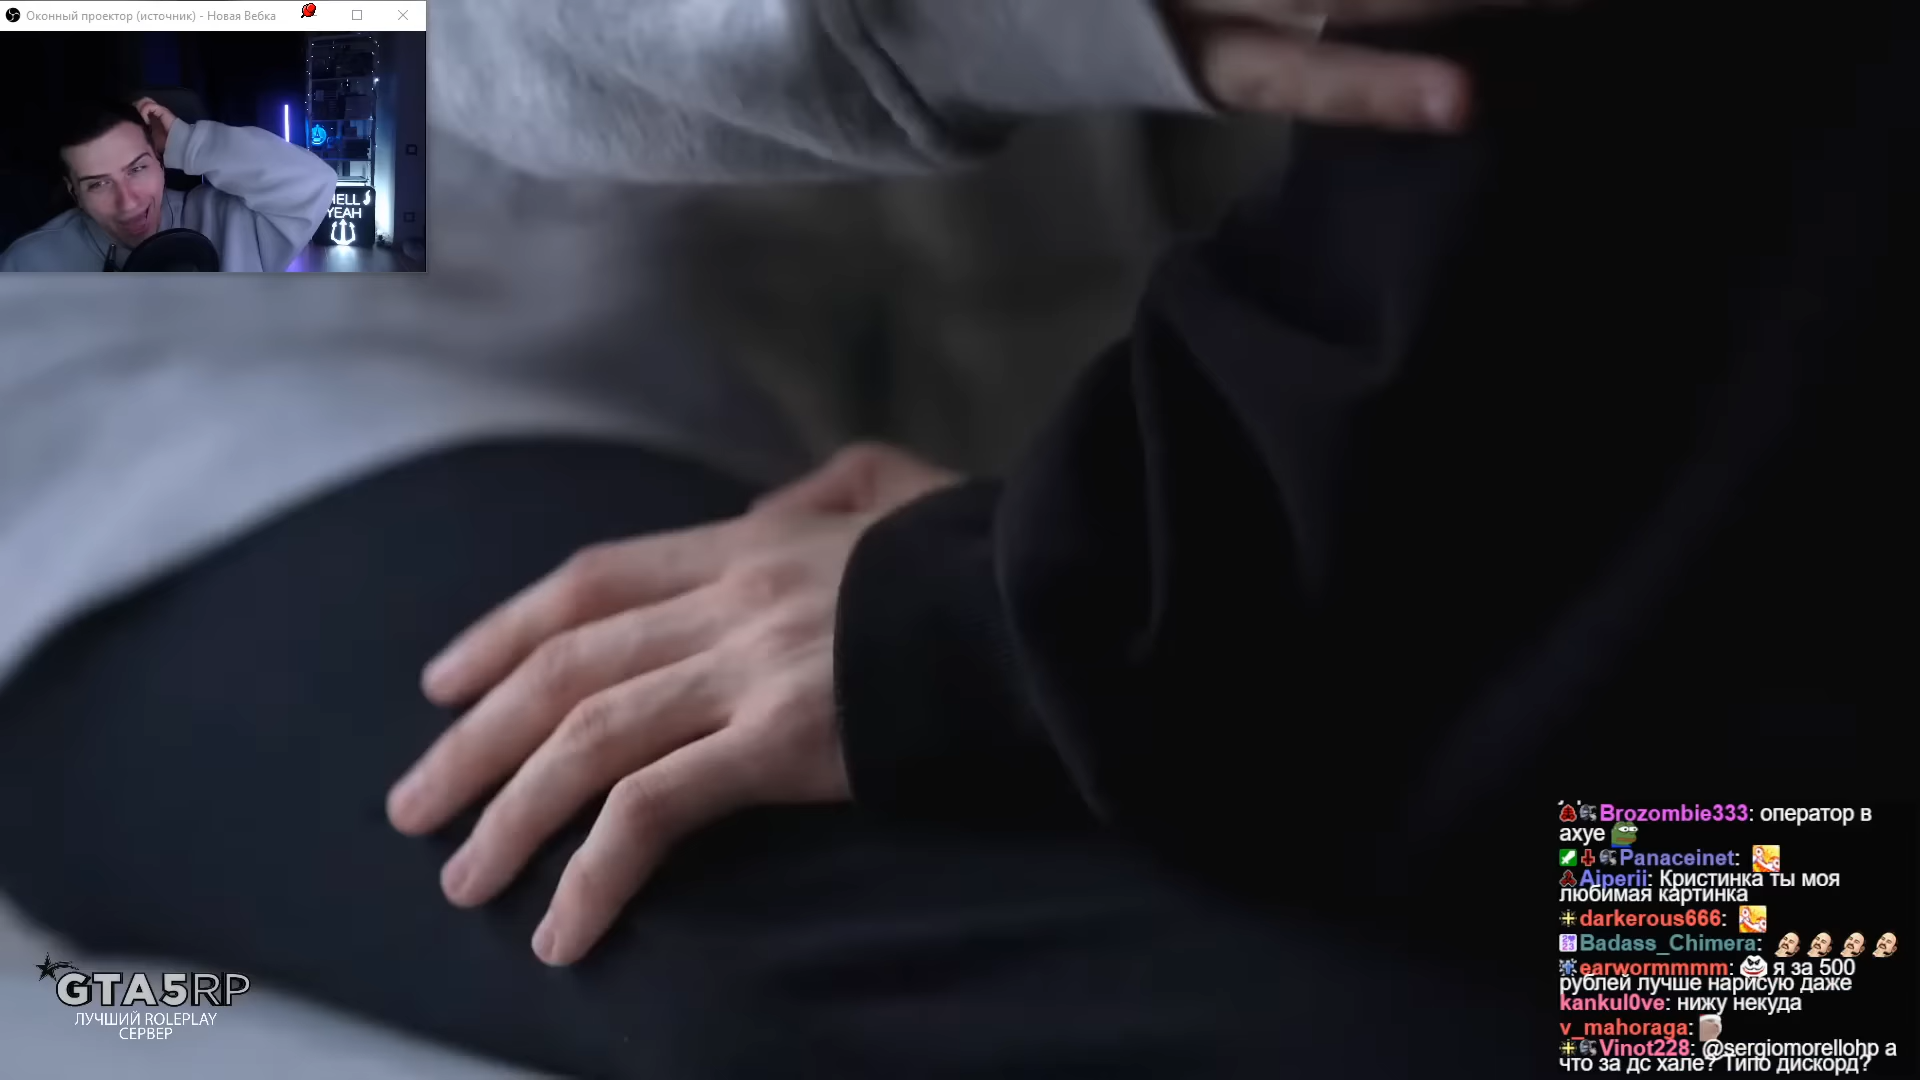 Оконный проектор (источник) - Новая Вебка
HELL
YEAH
Brozombie333: оператор в
ахуе
Panaceinet:
Aiperii: Кристинка ты моя
любимая картинка
darkerous666:
Badass_Chimera:
earwormmmm: я за 500
рублей лучше нарисую даже
kankul0ve: нижу некуда
v_mahoraga:
Vinot228: @sergiomorellohp а
что за дс хале? Типо дискорд?
GTA5RP
ЛУЧШИЙ ROLEPLAY
СЕРВЕР